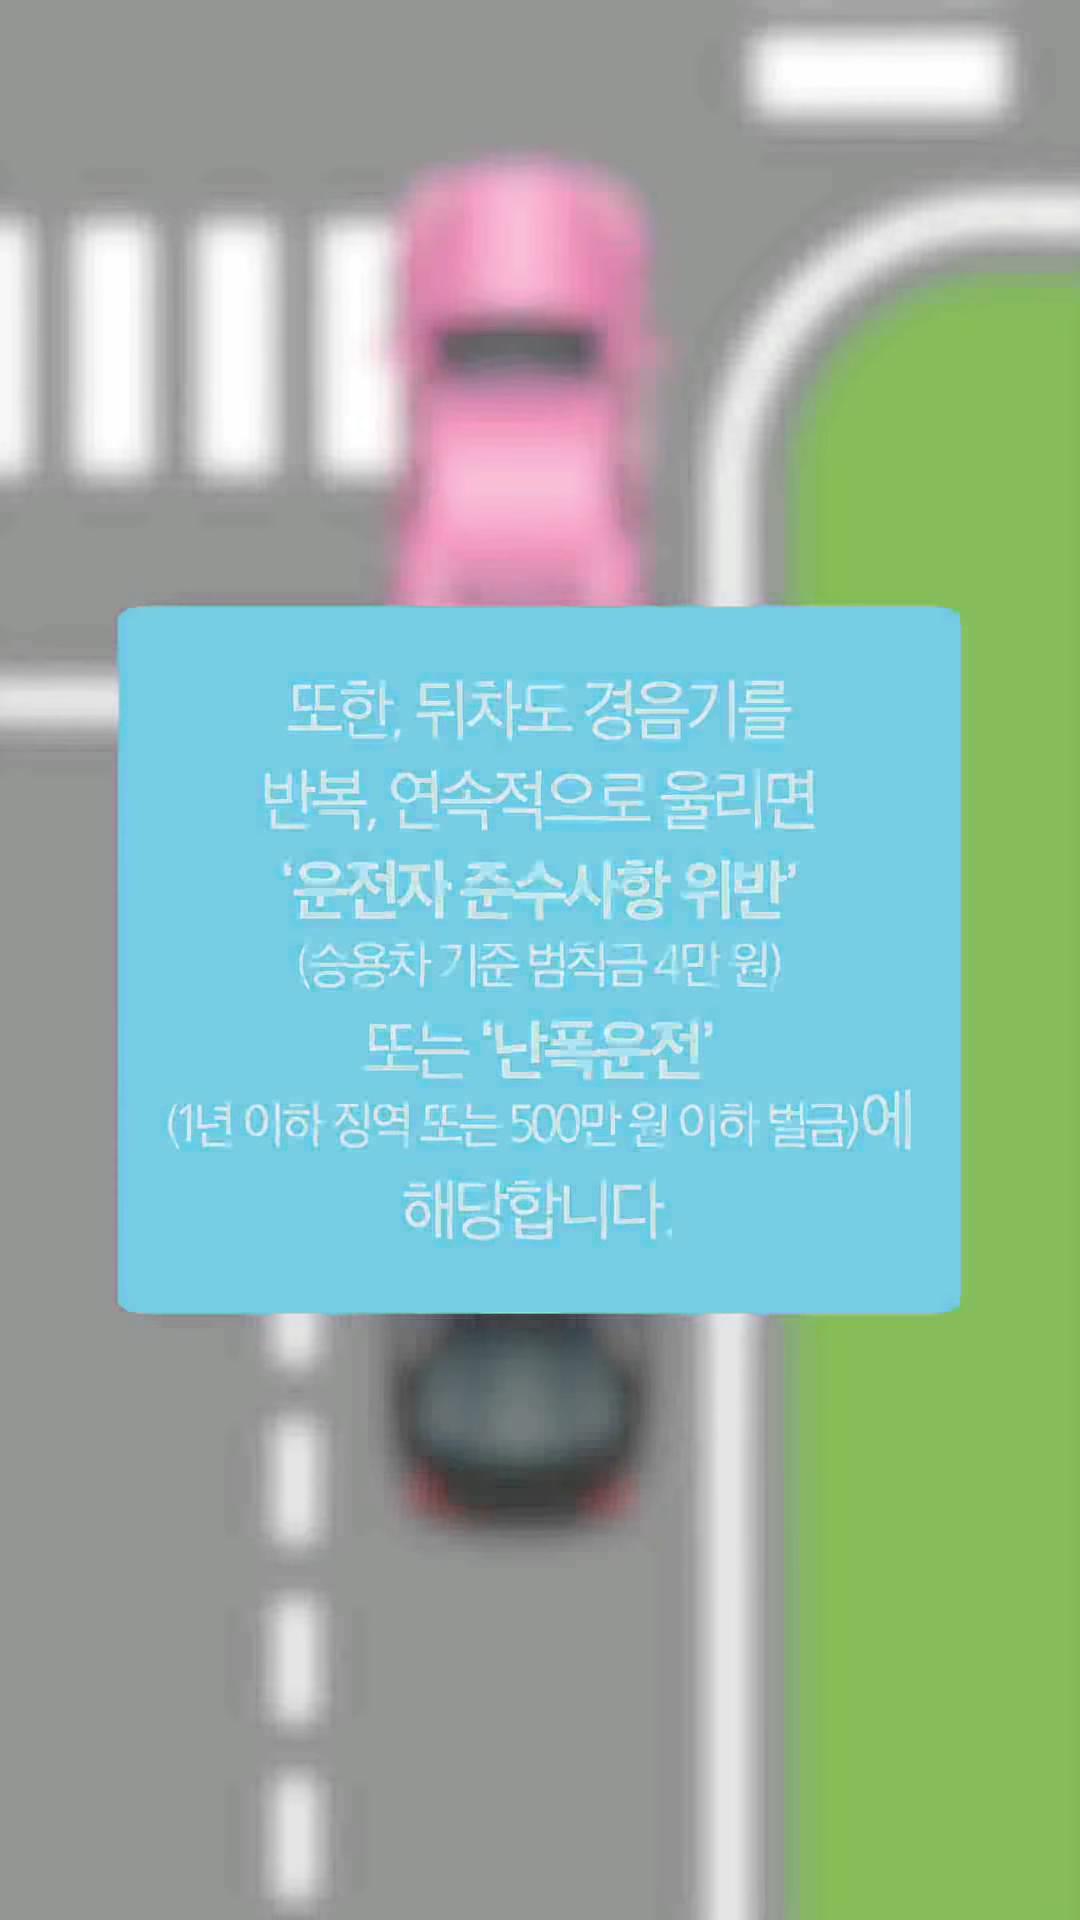 또한, 뒤차도 경음기를
반복, 연속적으로 울리면
‘운전자 준수사항 위반’
(승용차 기준 범칙금 4만 원)
또는 ‘난폭운전’
(1년 이하 징역 또는 500만 원 이하 벌금)에
해당합니다.